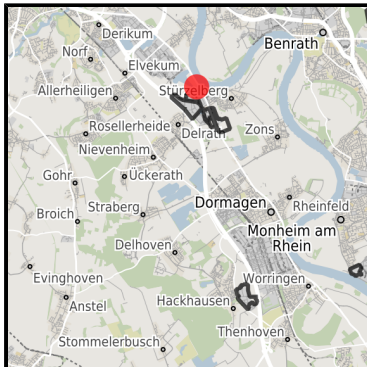 Derikum
Benrath
Norf
Elvekum
Allerheiligen
Stürzelberg
Rosellerheide
Delrath
Zons
Nievenheim
Gohr
Ückerath
Straberg
Broich
Dormagen
Rheinfeld
Monheim am
Rhein
Delhoven
Evinghoven
Worringen
Anstel
Hackhausen
Thenhoven
Stommelerbusch